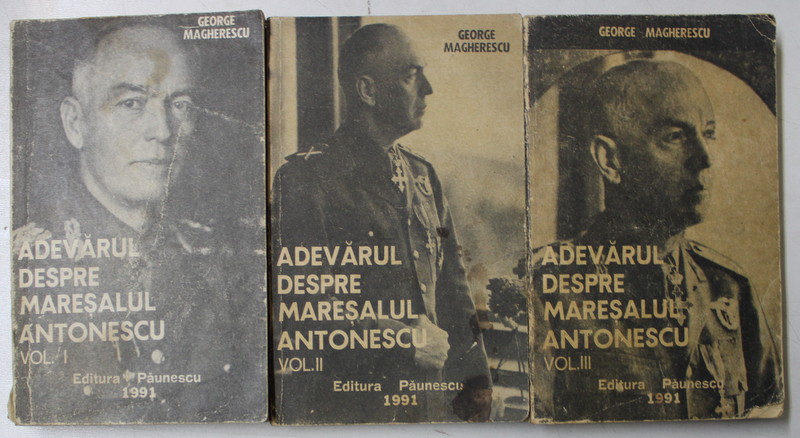 GEORGE
MAGHERESCU
ADEVĂRUL
DESPRE
MAREȘALUL
ANTONESCU
VOL. I
Editura Păunescu
1991
GEORGE
MAGHERESCU
ADEVĂRUL
DESPRE
MAREȘALUL
ANTONESCU
VOL.II
Editura Păunescu
1991
GEORGE MAGHERESCU
ADEVĂRUL
DESPRE
MAREȘALUL
ANTONESCU
VOL.III
Editura Păunescu
1991